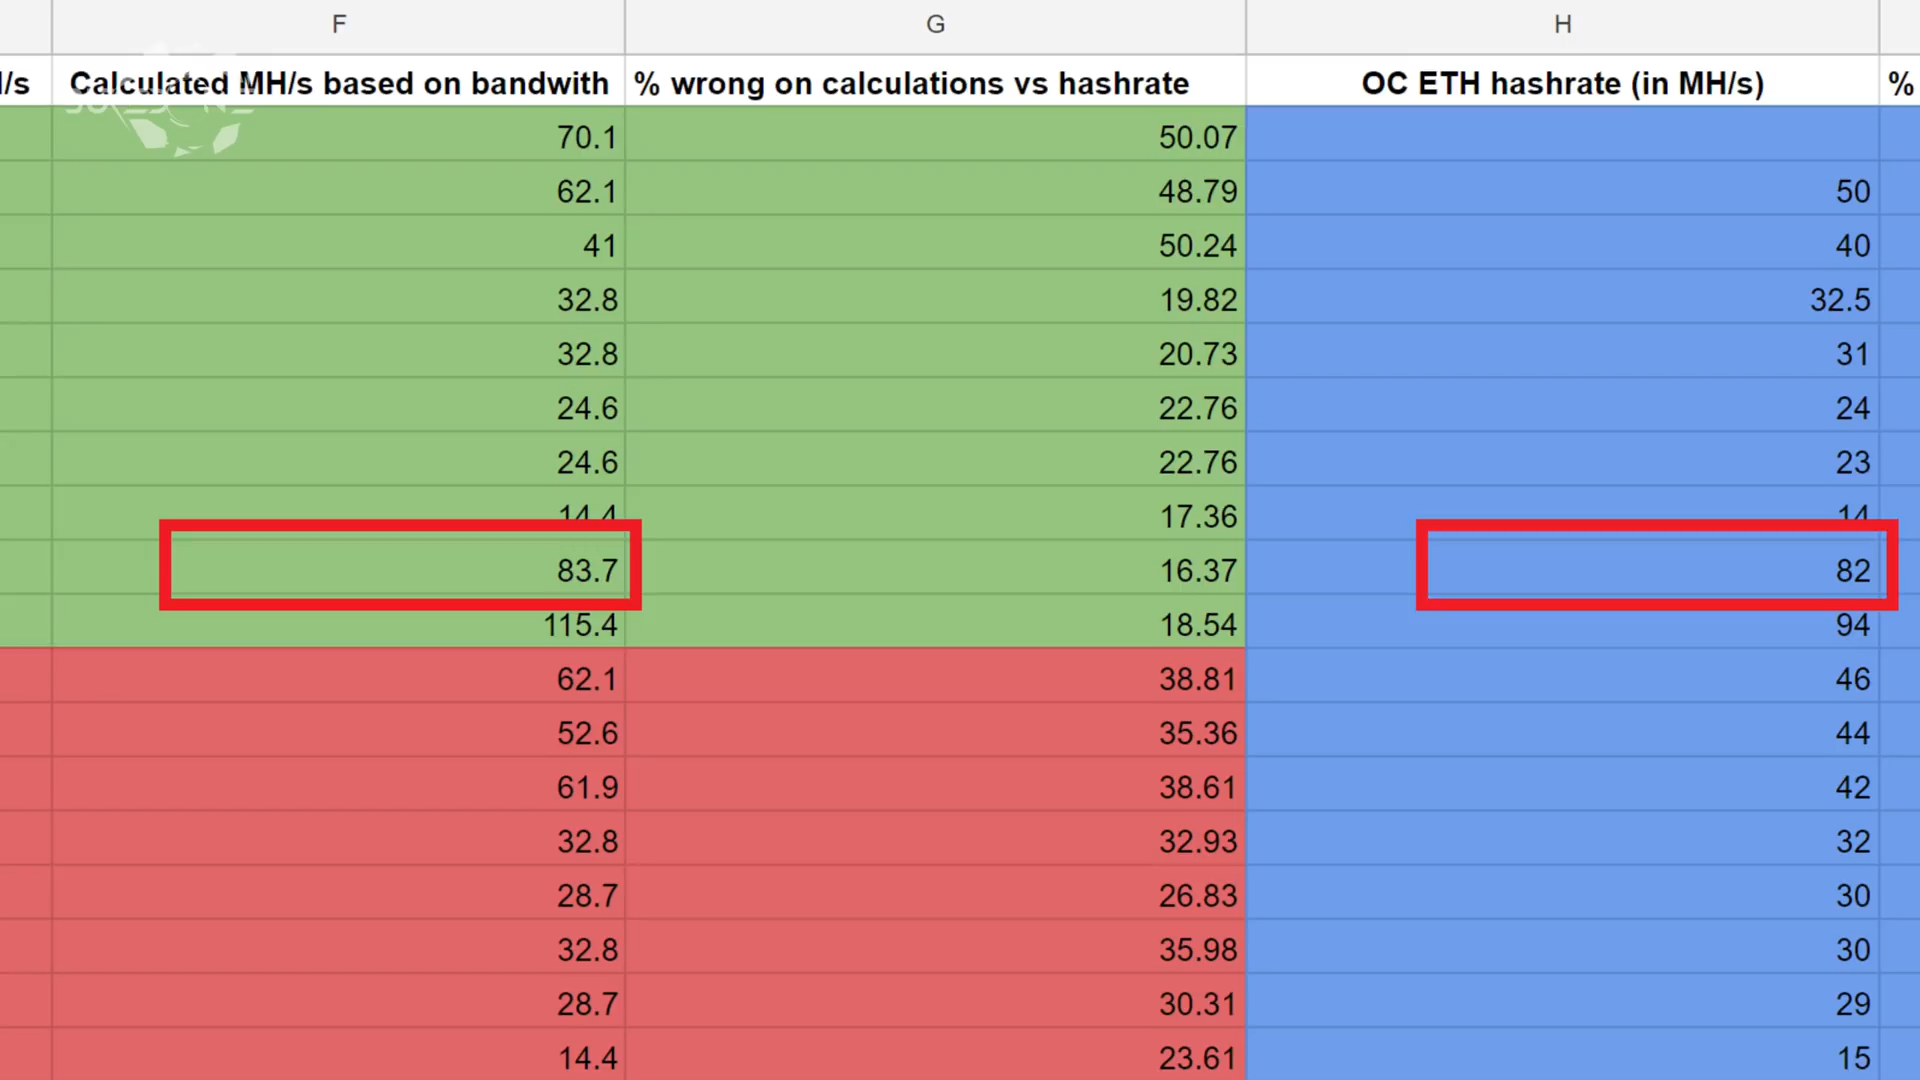 F G H
/s Calculated MH/s based on bandwith % wrong on calculations vs hashrate OC ETH hashrate (in MH/s) %
70.1 50.07
62.1 48.79 50
41 50.24 40
32.8 19.82 32.5
32.8 20.73 31
24.6 22.76 24
24.6 22.76 23
14.4 17.36 14
83.7 16.37 82
115.4 18.54 94
62.1 38.81 46
52.6 35.36 44
61.9 38.61 42
32.8 32.93 32
28.7 26.83 30
32.8 35.98 30
28.7 30.31 29
14.4 23.61 15